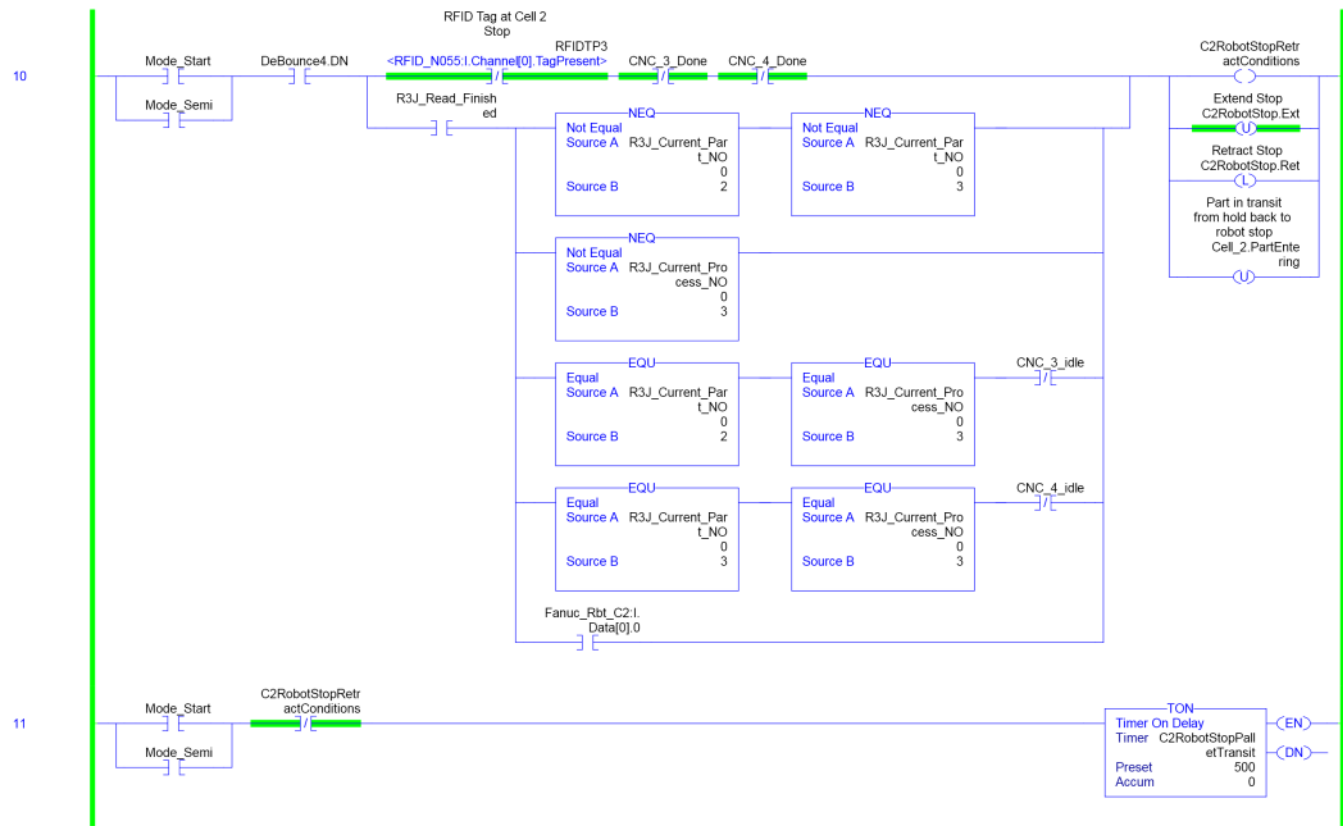 RFID Tag at Cell 2
Stop
RFIDTP3
Mode_Start
DeBounce4.DN
<RFID_N055:I.Channel[0].TagPresent>
CNC_3_Done
CNC_4_Done
C2RobotStopRetr
actConditions
10
Mode_Semi
R3J_Read_Finish
ed
Extend Stop
C2RobotStop.Ext
U
Retract Stop
C2RobotStop.Ret
L
Part in transit
from hold back to
robot stop
Cell_2.PartEnte
ring
U
NEQ
Not Equal
Source A R3J_Current_Par
t_NO
0
Source B 2
NEQ
Not Equal
Source A R3J_Current_Par
t_NO
0
Source B 3
NEQ
Not Equal
Source A R3J_Current_Pro
cess_NO
0
Source B 3
EQU
Equal
Source A R3J_Current_Par
t_NO
0
Source B 2
EQU
Equal
Source A R3J_Current_Pro
cess_NO
0
Source B 3
CNC_3_idle
EQU
Equal
Source A R3J_Current_Par
t_NO
0
Source B 3
EQU
Equal
Source A R3J_Current_Pro
cess_NO
0
Source B 3
CNC_4_idle
Fanuc_Rbt_C2:I.
Data[0].0
11
Mode_Start
C2RobotStopRetr
actConditions
Mode_Semi
TON
Timer On Delay
Timer C2RobotStopPall
etTransit
Preset 500
Accum 0
EN
DN